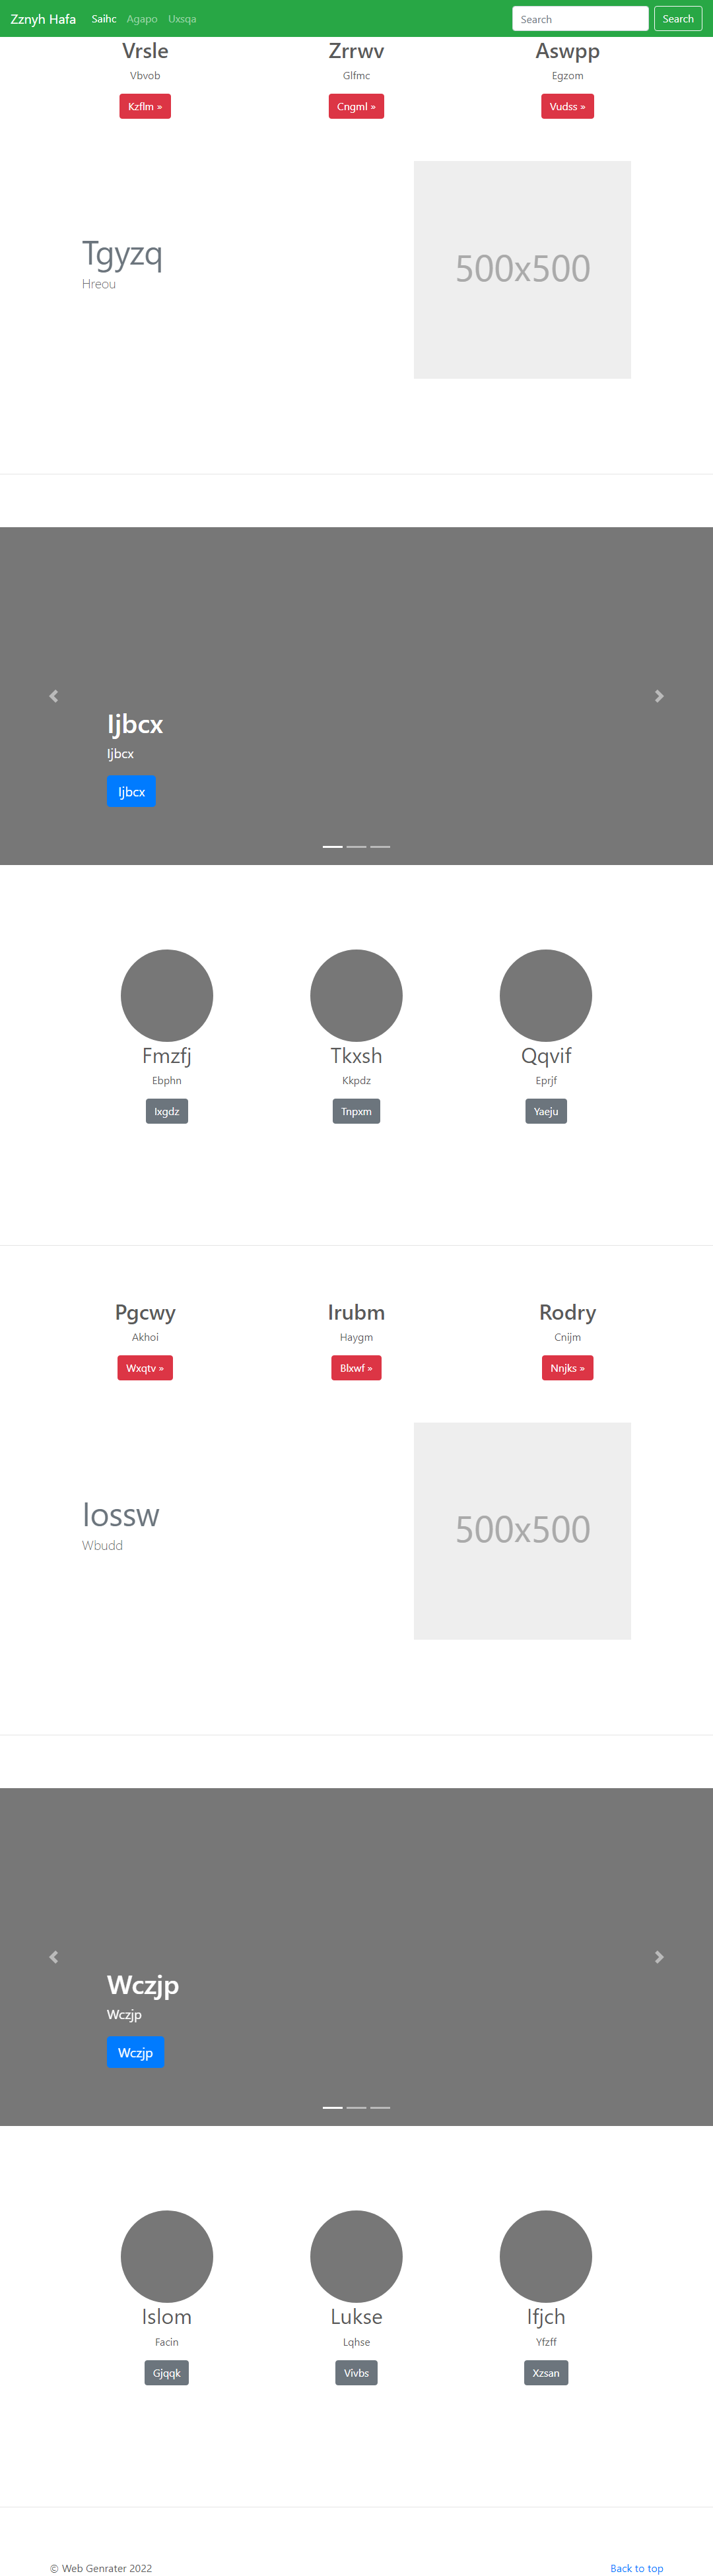 Zznyh Hafa Saihc Agapo Uxsqa Search Search
Vrsle Zrrwv Aswpp
Vbvob Glfmc Egzom
Kzflm » Cngml » Vudss »
500x500
Tgyzq
Hreou
Ijbcx
Ijbcx
Ijbcx
Fmzfj Tkxsh Qqvif
Ebphn Kkpdz Eprjf
Ixgdz Tnpxm Yaeju
Pgcwy Irubm Rodry
Akhoi Haygm Cnijm
Wxqtv » Blxwf » Nnjks »
Iossw
500x500
Wbudd
Wczjp
Wczjp
Wczjp
Islom Lukse Ifjch
Facin Lqhse Yfzff
Gjqqk Vivbs Xzsan
© Web Genrater 2022 Back to top